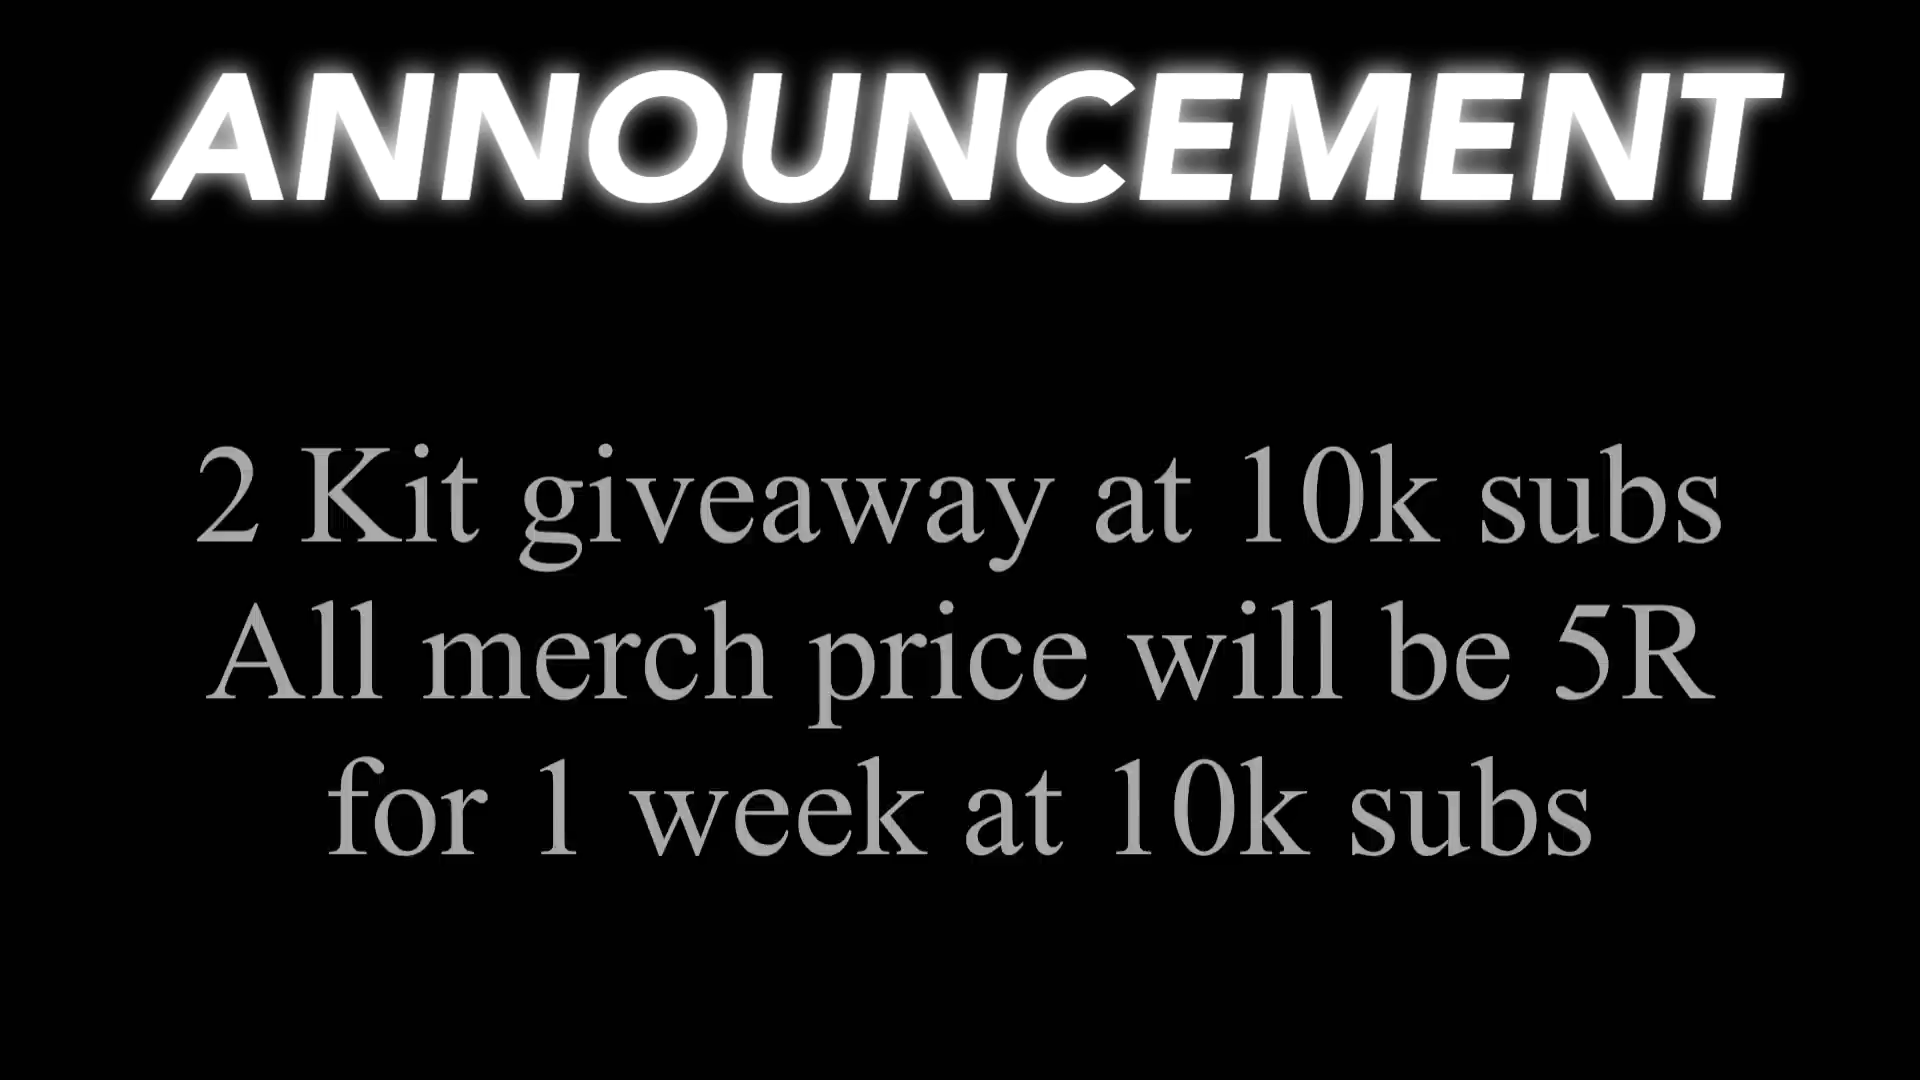 ANNOUNCEMENT
2 Kit giveaway at 10k subs
All merch price will be 5R
for 1 week at 10k subs